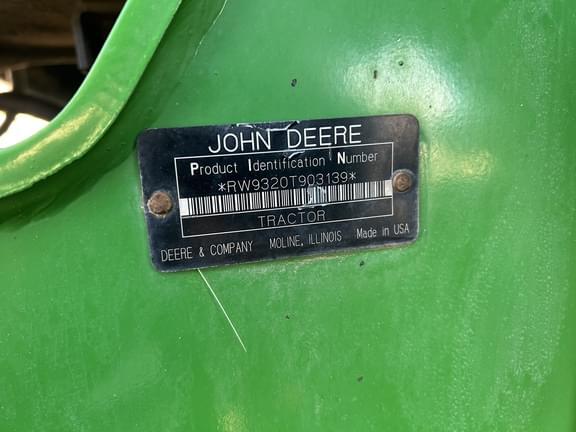 JOHN DEERE
Product Identification Number
*RW9320T903139*
TRACTOR
DEERE & COMPANY MOLINE, ILLINOIS Made in USA